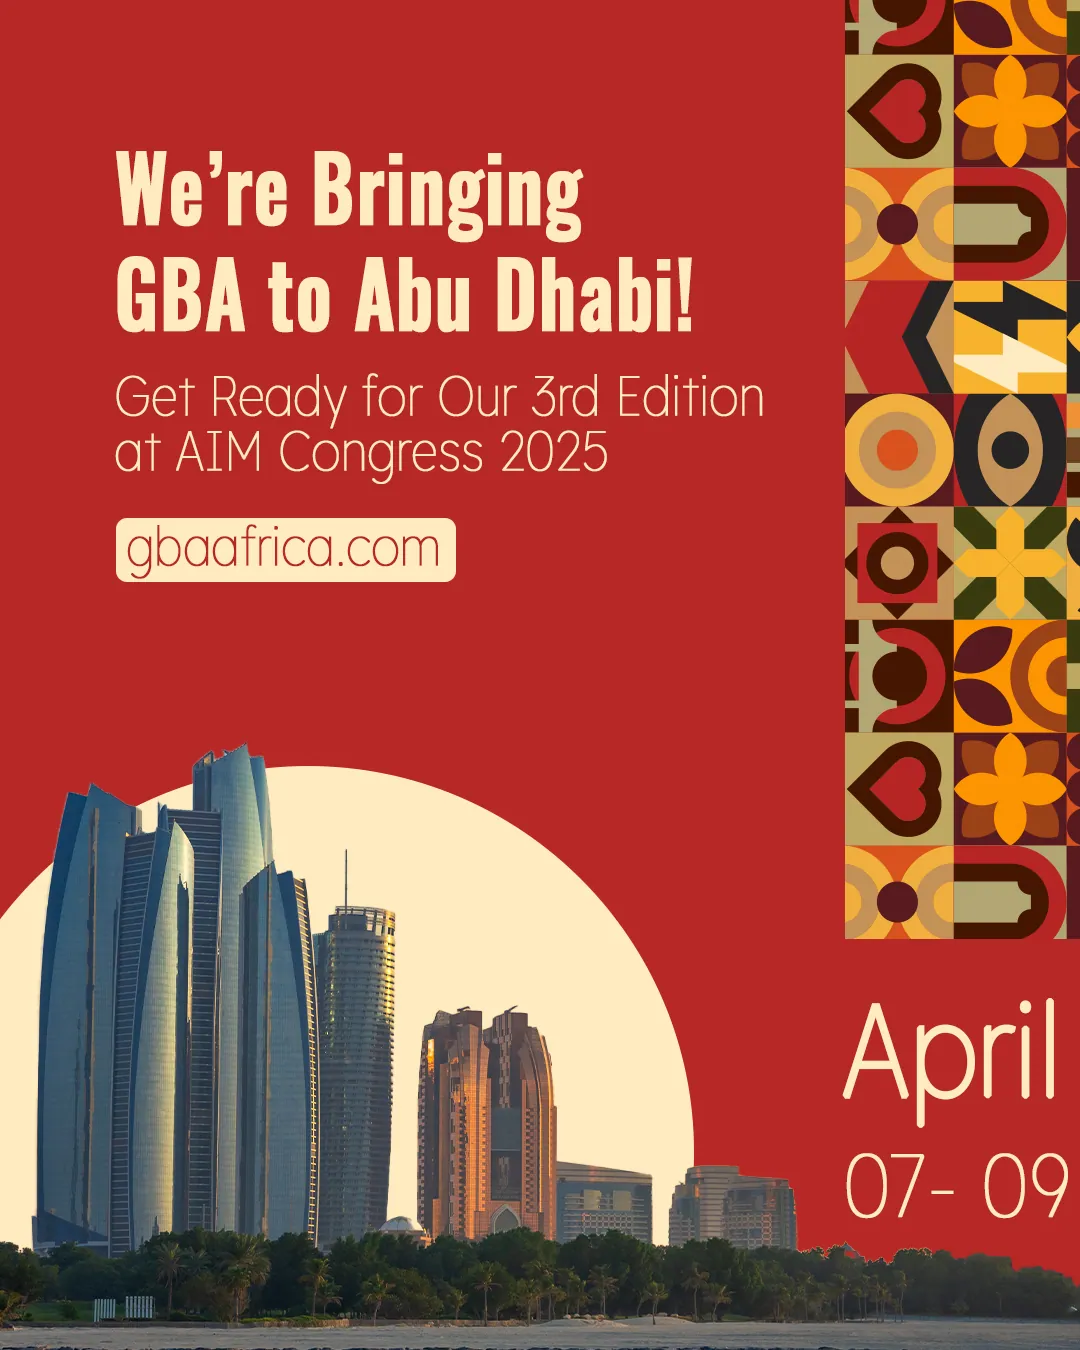 We’re Bringing
GBA to Abu Dhabi!
Get Ready for Our 3rd Edition
at AIM Congress 2025
gbaafrica.com
April
07- 09